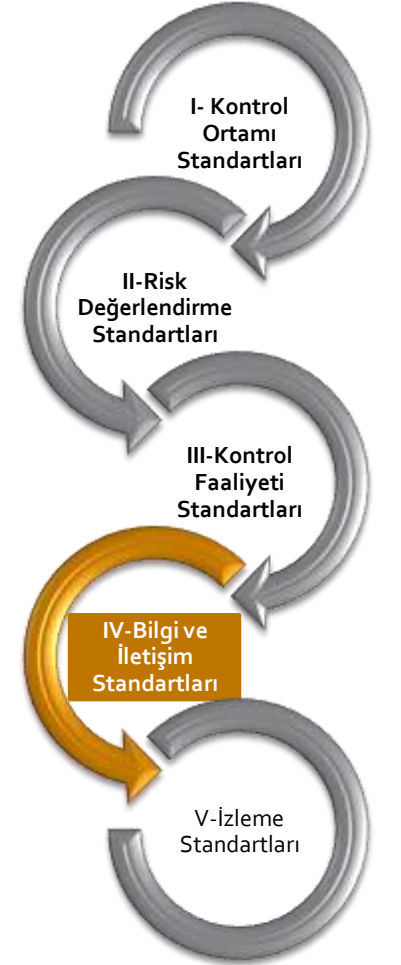 I- Kontrol
Ortamı
Standartları
II-Risk
Değerlendirme
Standartları
III-Kontrol
Faaliyeti
Standartları
IV-Bilgi ve
İletişim
Standartları
V-İzleme
Standartları